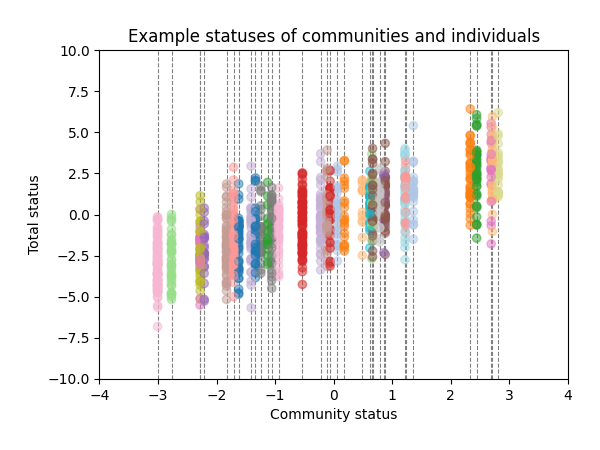 Example statuses of communities and individuals
10.0
7.5
5.0
2.5
0.0
−2.5
−5.0
−7.5
−10.0
Total status
−4 −3 −2 −1 0 1 2 3 4
Community status